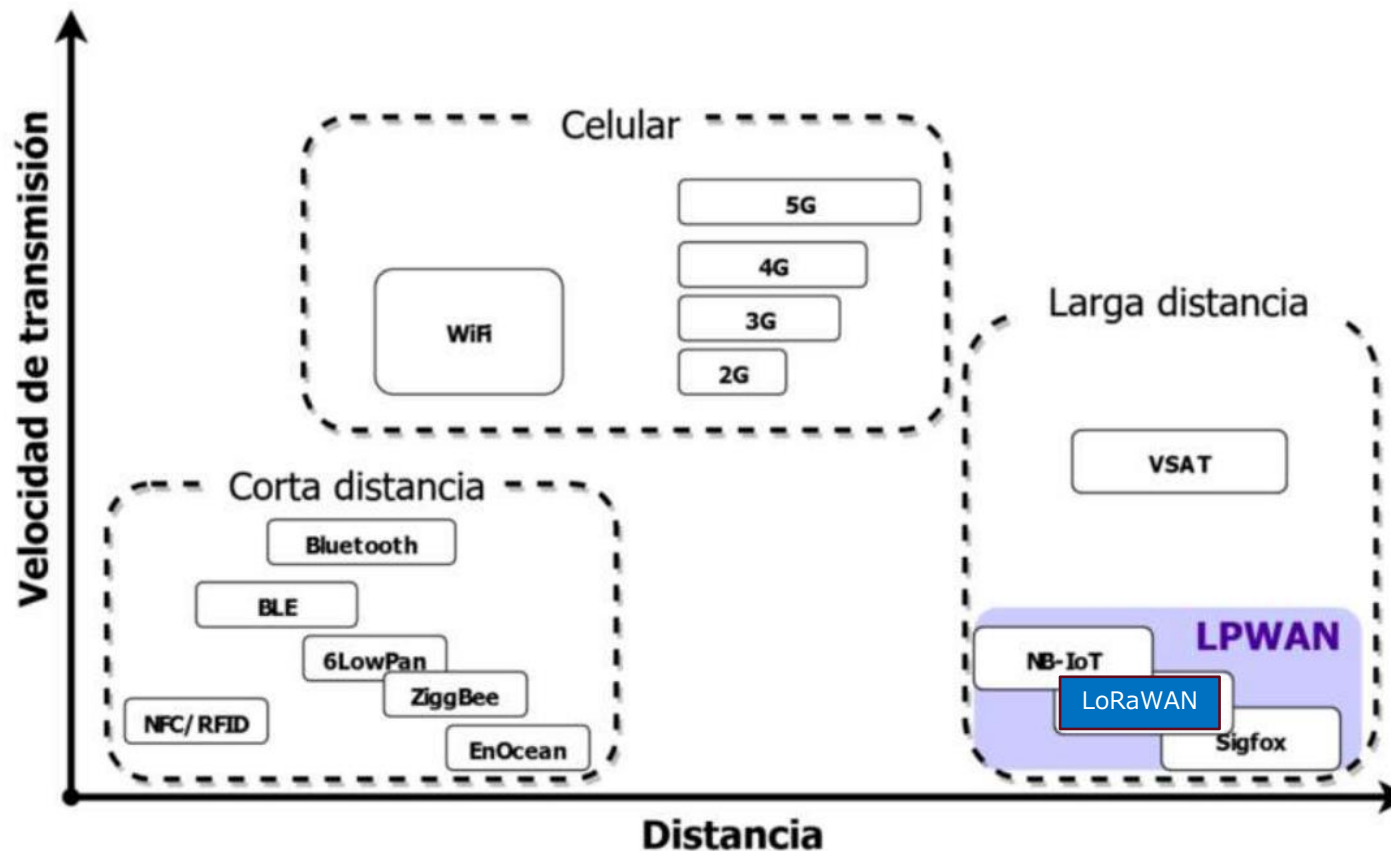 Velocidad de transmisión
Celular
5G
4G
3G
2G
WiFi
Larga distancia
VSAT
Corta distancia
Bluetooth
BLE
6LowPan
ZiggBee
NFC/RFID
EnOcean
LPWAN
NB-IoT
LoRaWAN
Sigfox
Distancia